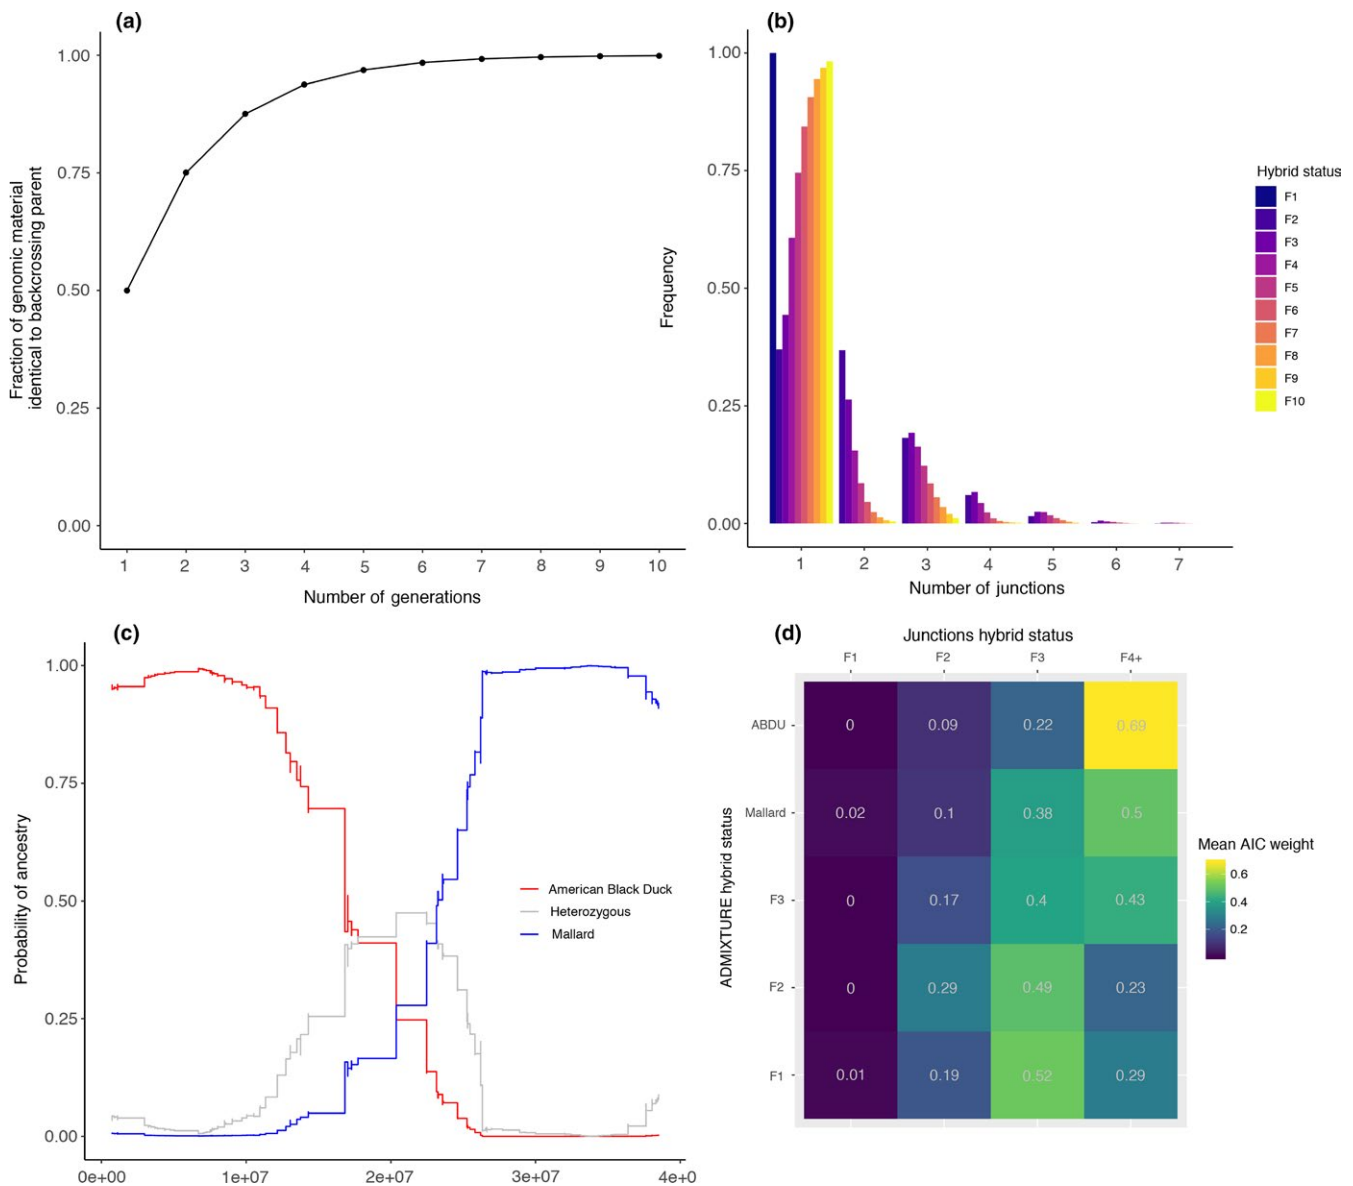 (a)
1.00
0.75
0.50
0.25
0.00
Fraction of genomic material
identical to backcrossing parent
1 2 3 4 5 6 7 8 9 10
Number of generations
(b)
1.00
0.75
0.50
0.25
0.00
Frequency
1 2 3 4 5 6 7
Number of junctions
Hybrid status
F1
F2
F3
F4
F5
F6
F7
F8
F9
F10
(c)
1.00
0.75
0.50
0.25
0.00
Probability of ancestry
American Black Duck
Heterozygous
Mallard
0e+00 1e+07 2e+07 3e+07 4e+0
(d)
Junctions hybrid status
F1 F2 F3 F4+
ADMIXTURE hybrid status
ABDU 0 0.09 0.22 0.69
Mallard 0.02 0.1 0.38 0.5
F3 0 0.17 0.4 0.43
F2 0 0.29 0.49 0.23
F1 0.01 0.19 0.52 0.29
Mean AIC weight
0.6
0.4
0.2